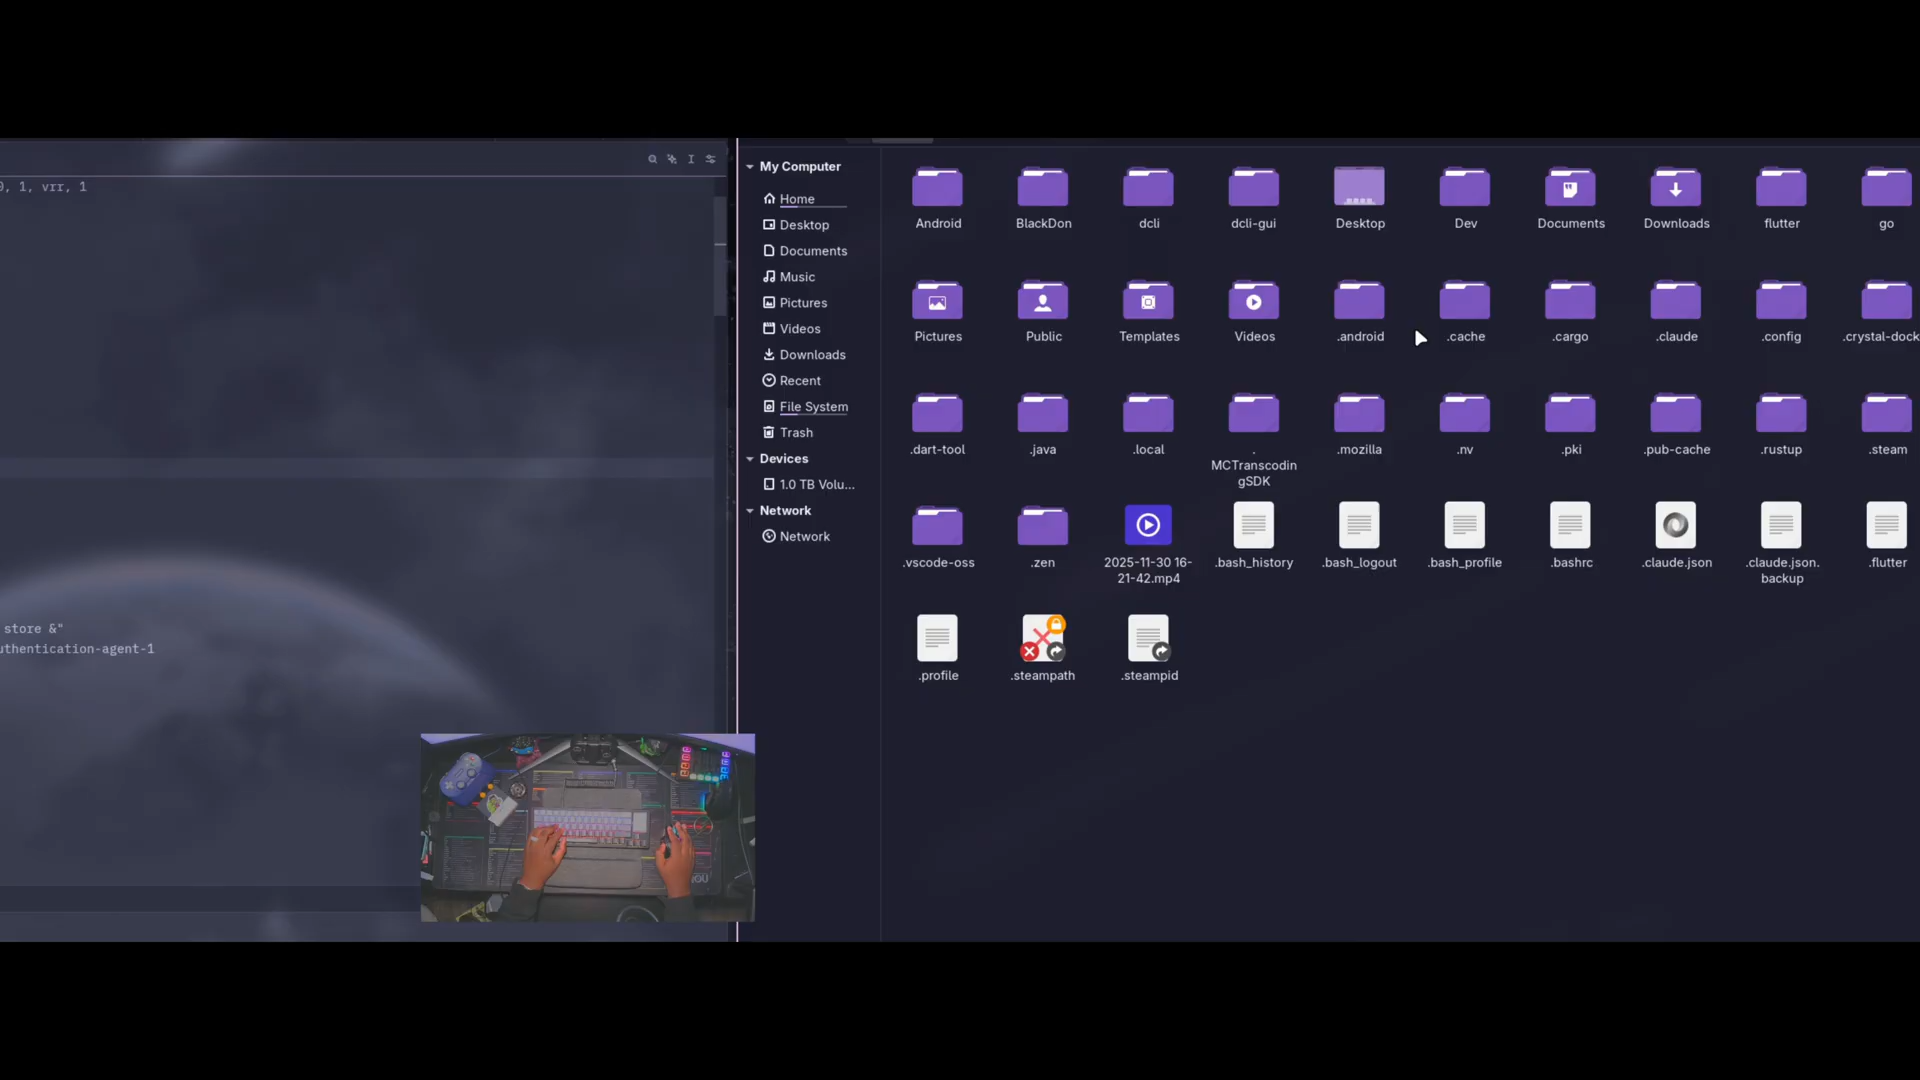 0, 1, vrr, 1
store &"
uthentication-agent-1
My Computer
Home
Desktop
Documents
Music
Pictures
Videos
Downloads
Recent
File System
Trash
Devices
1.0 TB Volu...
Network
Network
Android
BlackDon
dcli
dcli-gui
Desktop
Dev
Documents
Downloads
flutter
go
Pictures
Public
Templates
Videos
.android
.cache
.cargo
.claude
.config
.crystal-dock
.dart-tool
.java
.local
.
MCTranscodin
gSDK
.mozilla
.nv
.pki
.pub-cache
.rustup
.steam
.vscode-oss
.zen
2025-11-30 16-
21-42.mp4
.bash_history
.bash_logout
.bash_profile
.bashrc
.claude.json
.claude.json.
backup
.flutter
.profile
.steampath
.steampid